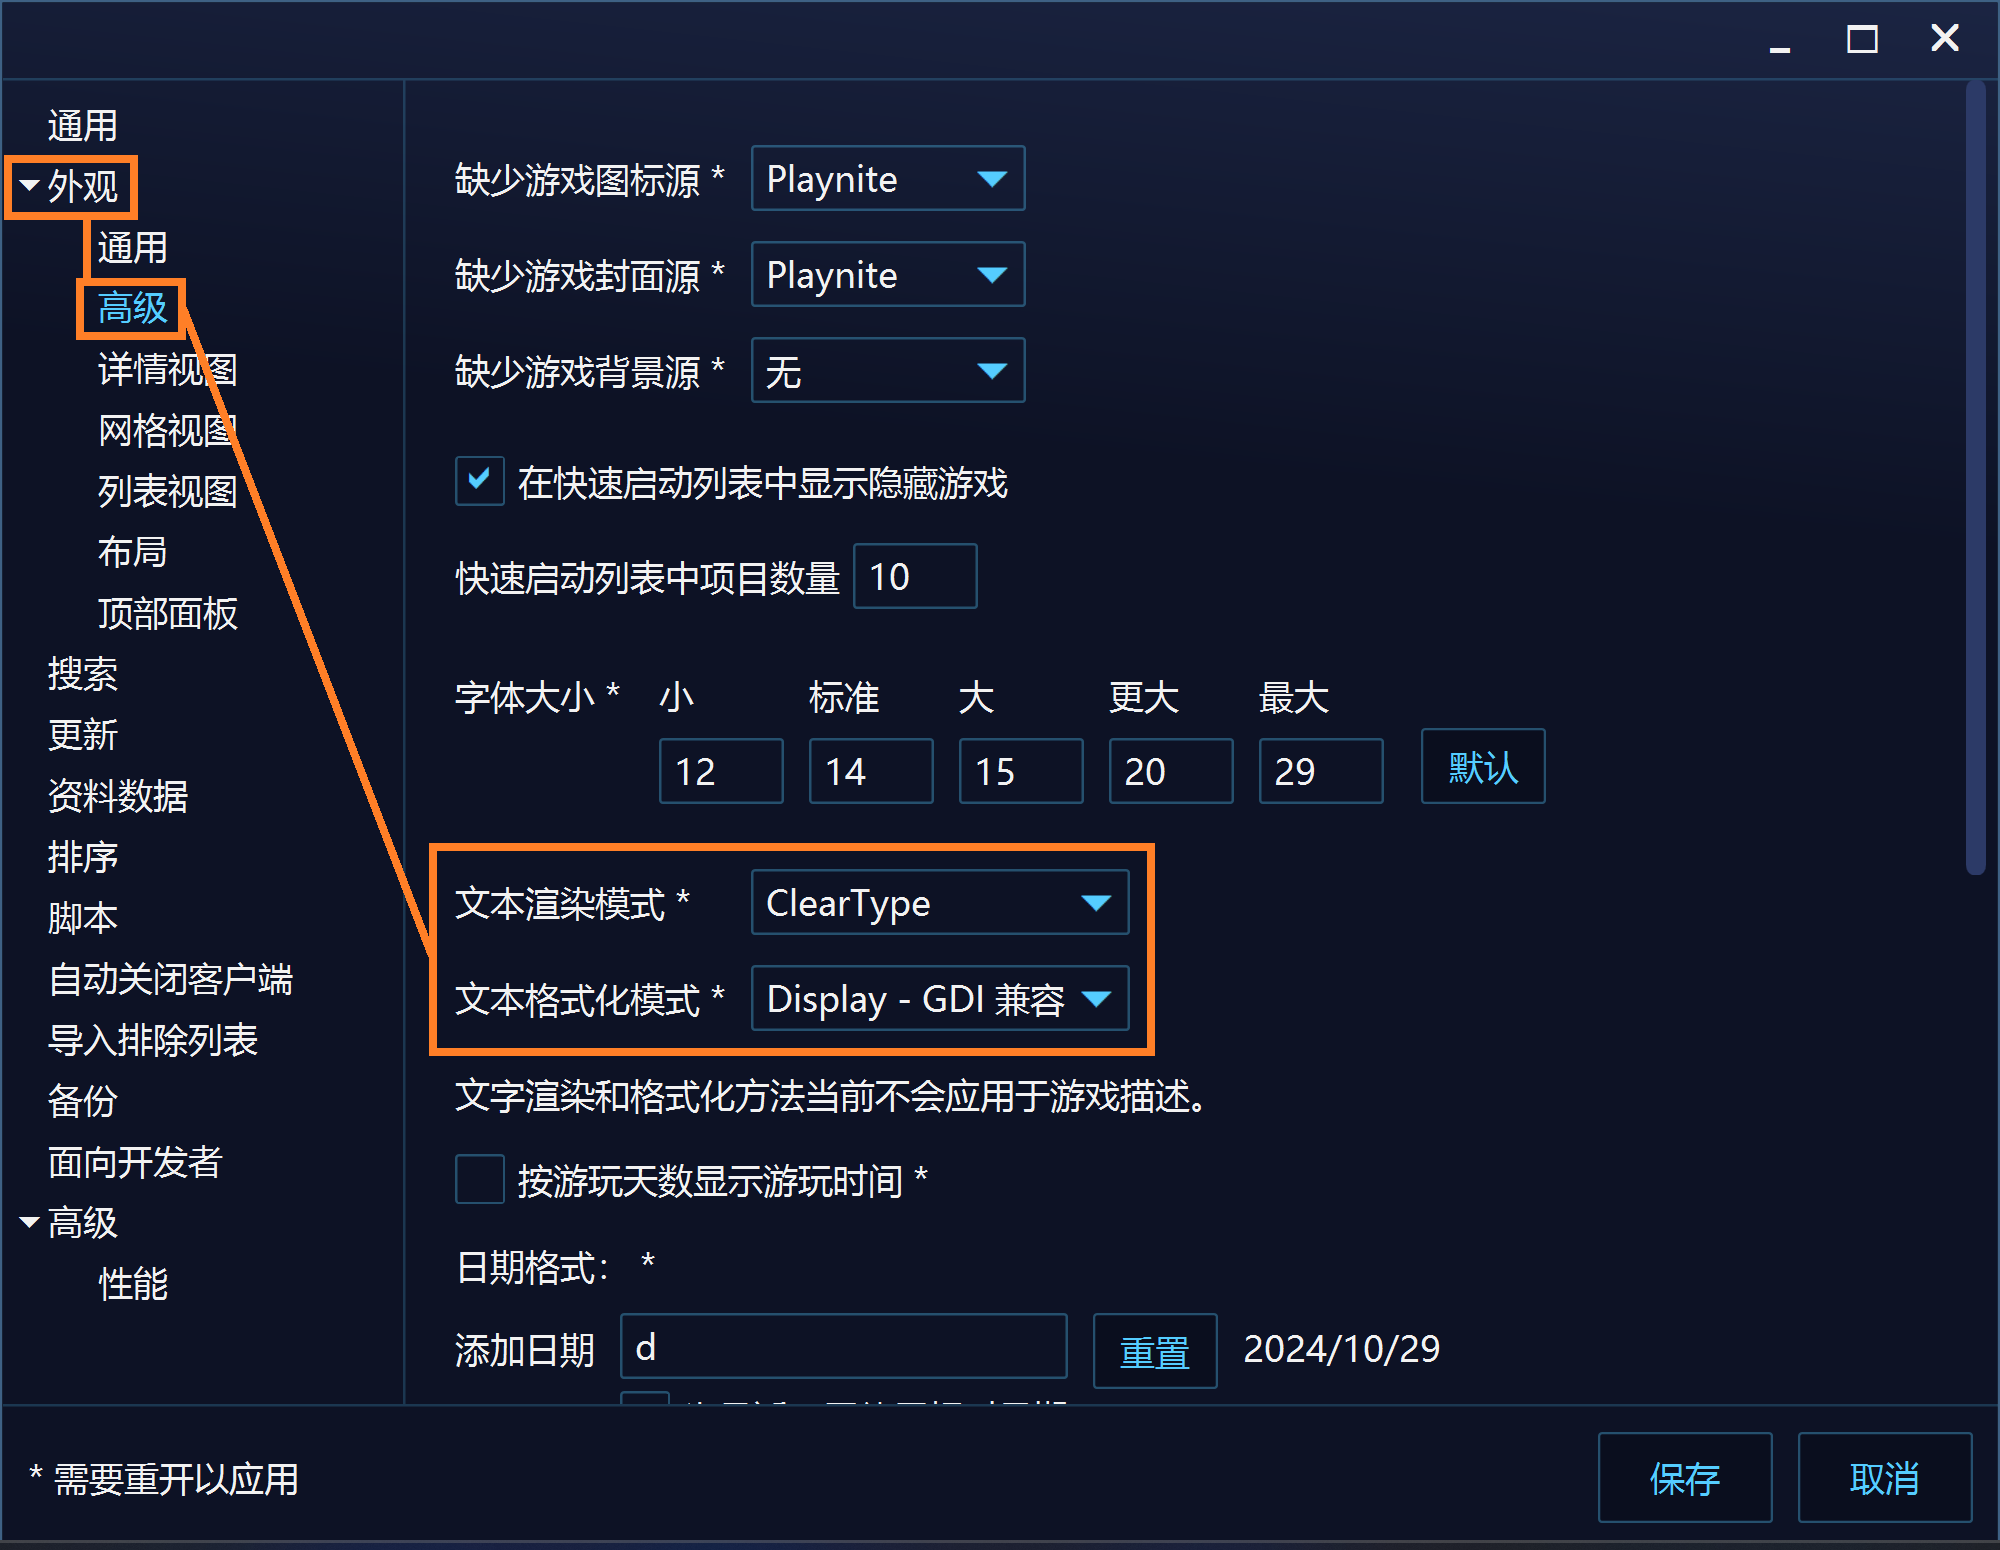 通用
外观
通用
高级
详情视图
网格视图
列表视图
布局
顶部面板
搜索
更新
资料数据
排序
脚本
自动关闭客户端
导入排除列表
备份
面向开发者
高级
性能
缺少游戏图标源 * Playnite
缺少游戏封面源 * Playnite
缺少游戏背景源 * 无
在快速启动列表中显示隐藏游戏
快速启动列表中项目数量 10
字体大小 * 小 标准 大 更大 最大
12 14 15 20 29 默认
文本渲染模式 * ClearType
文本格式化模式 * Display - GDI 兼容
文字渲染和格式化方法当前不会应用于游戏描述。
按游玩天数显示游玩时间 *
日期格式： *
添加日期 d 重置 2024/10/29
* 需要重开以应用
保存 取消